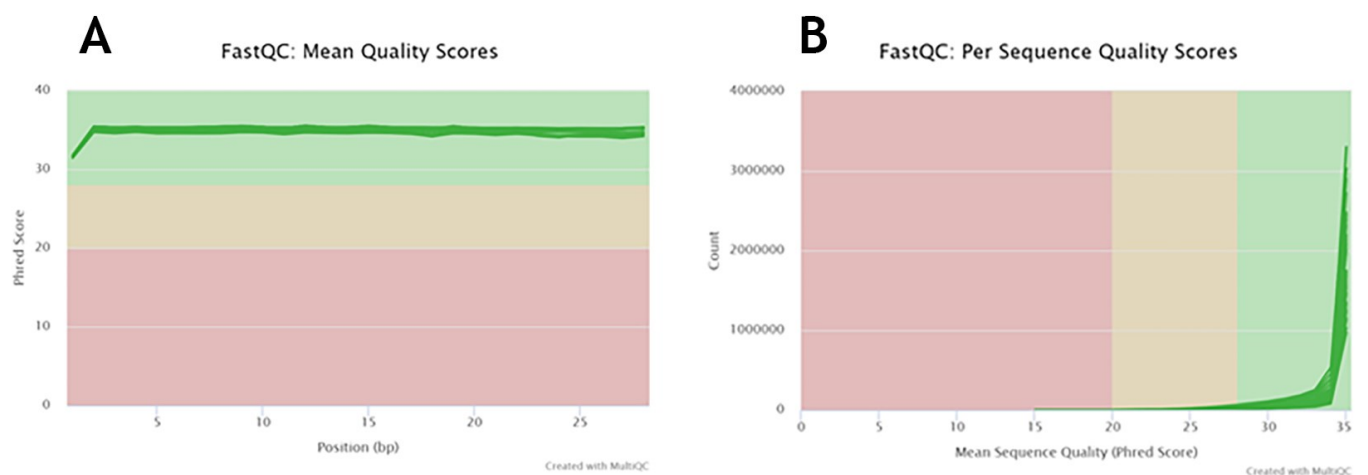 A
FastQC: Mean Quality Scores
40
30
20
10
0
Phred Score
5
10
15
20
25
Position (bp)
Created with MultiQC
B
FastQC: Per Sequence Quality Scores
4000000
3000000
2000000
1000000
0
Count
0
5
10
15
20
25
30
35
Mean Sequence Quality (Phred Score)
Created with MultiQC